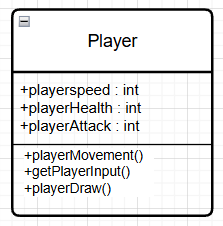 Player
+playerspeed : int
+playerHealth : int
+playerAttack : int
+playerMovement()
+getPlayerInput()
+playerDraw()